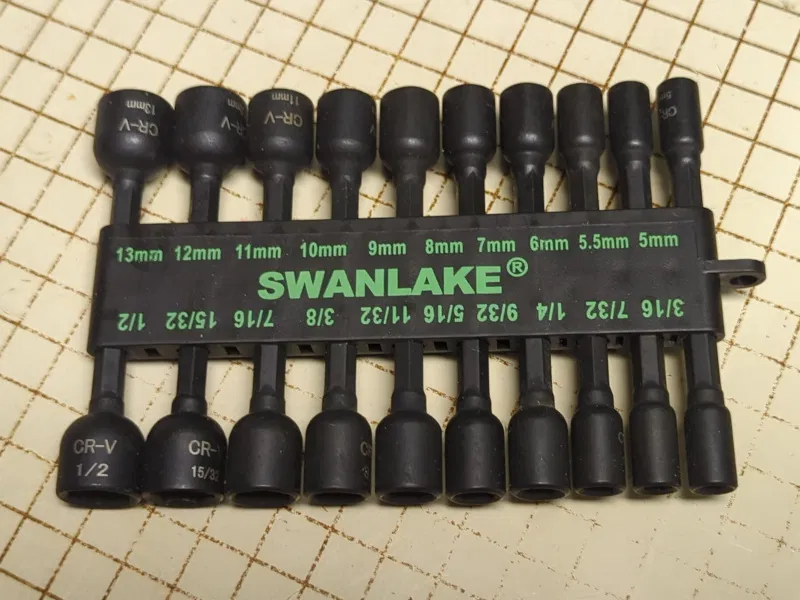 13mm CR-V
11mm CR-V
CR-V
13mm 12mm 11mm 10mm 9mm 8mm 7mm 6mm 5.5mm 5mm
SWANLAKE®
1/2 15/32 7/16 3/8 11/32 5/16 9/32 1/4 7/32 3/16
CR-V
1/2
CR-
15/32